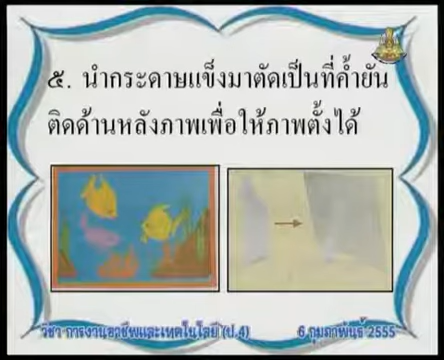 ๕. นำกระดาษแข็งมาตัดเป็นที่ค้ำยัน
ติดด้านหลังภาพเพื่อให้ภาพตั้งได้
วิชา การงานอาชีพและเทคโนโลยี (ป.4) 6 กุมภาพันธ์ 2555